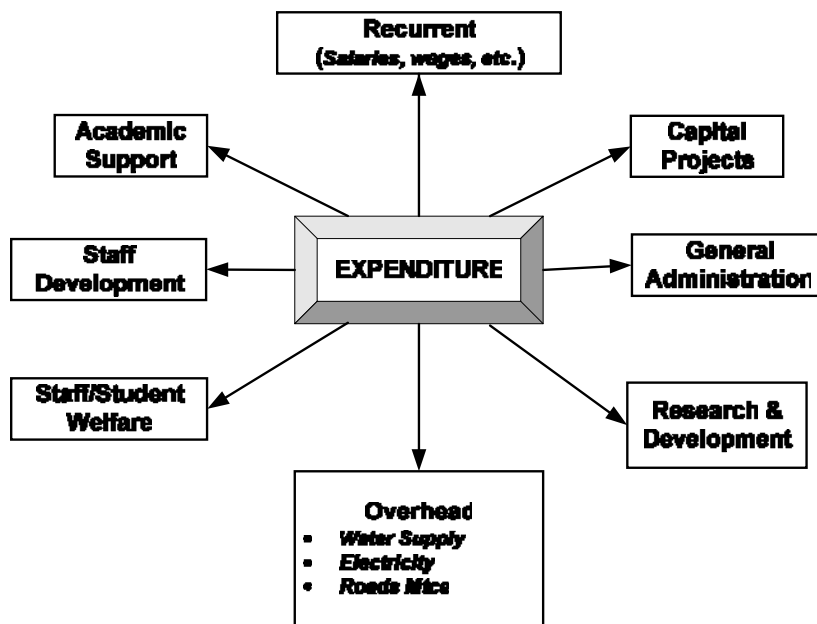 Recurrent
(Salaries, wages, etc.)
Academic
Support
Capital
Projects
Staff
Development
EXPENDITURE
General
Administration
Staff/Student
Welfare
Research &
Development
Overhead
• Water Supply
• Electricity
• Roads Mtce